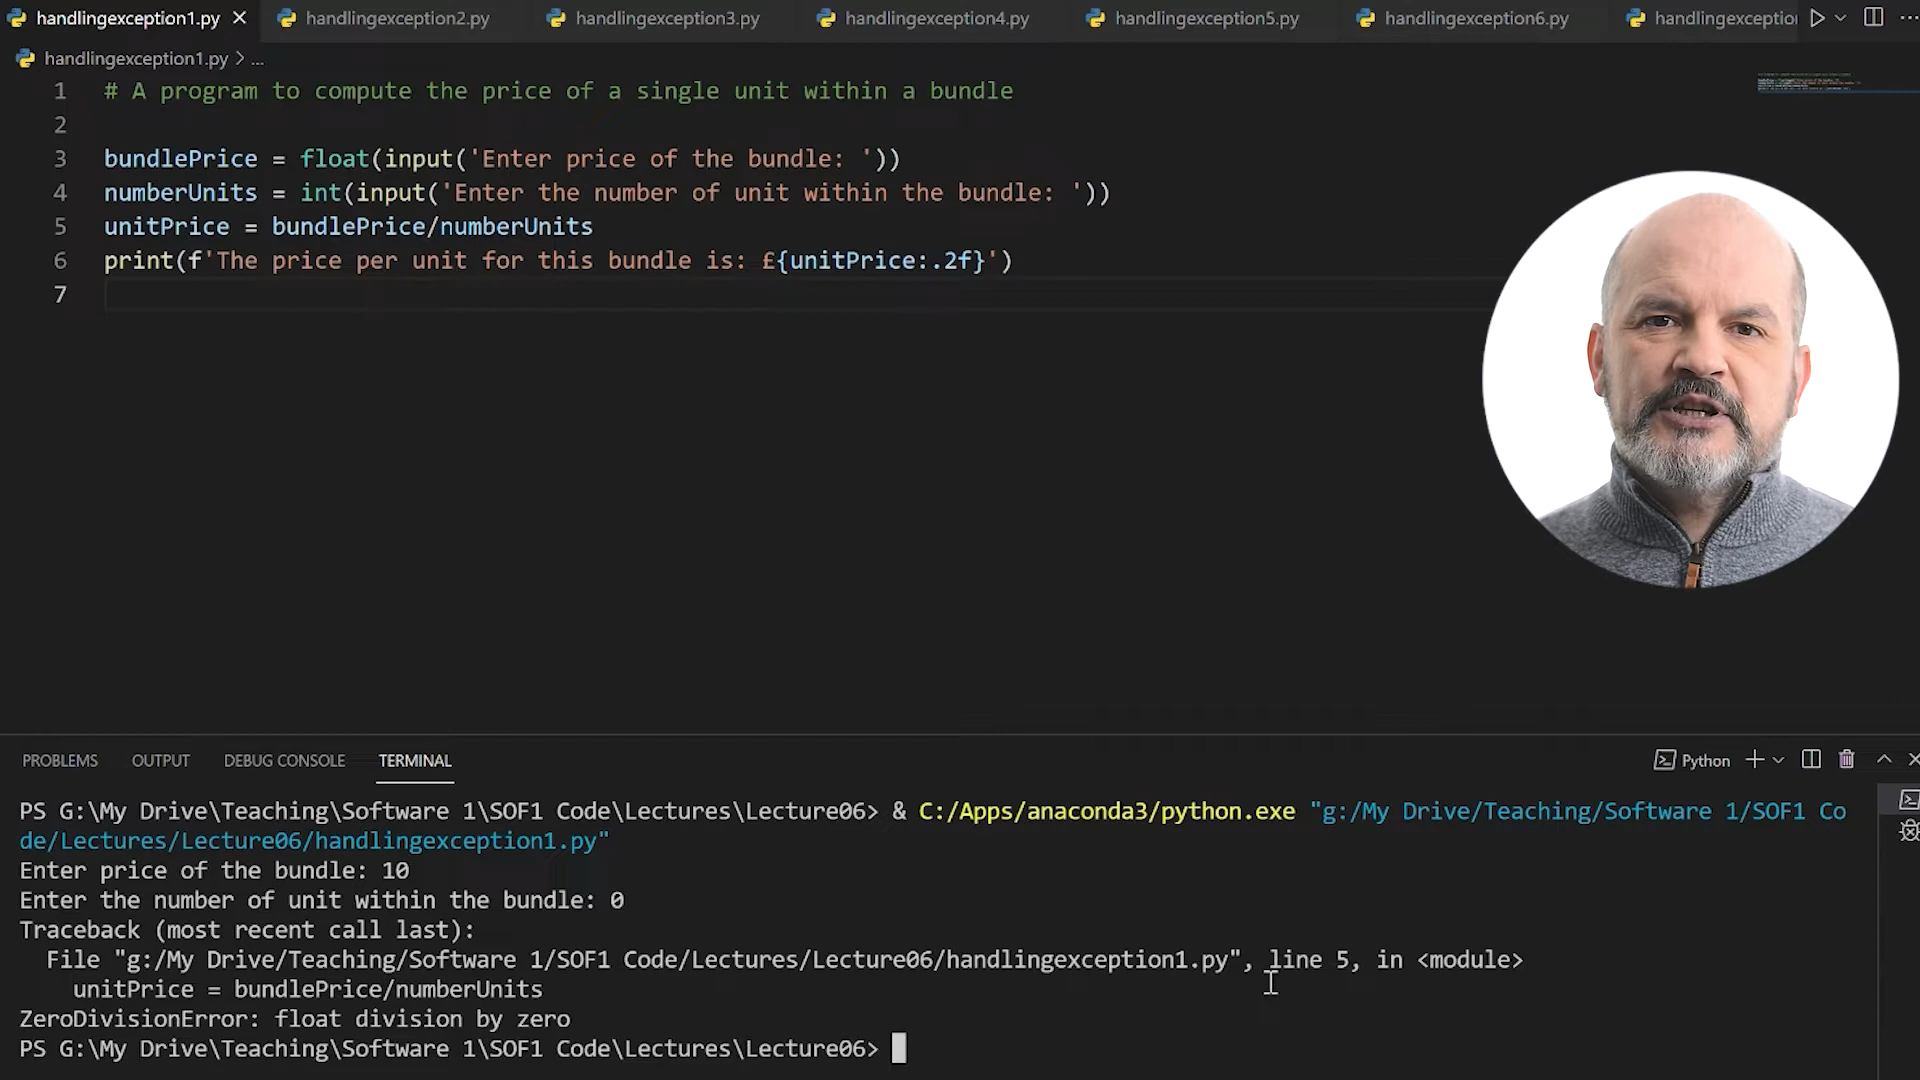 handlingexception1.py
handlingexception2.py
handlingexception3.py
handlingexception4.py
handlingexception5.py
handlingexception6.py
handlingexceptio
handlingexception1.py > ...
1 # A program to compute the price of a single unit within a bundle
2
3 bundlePrice = float(input('Enter price of the bundle: '))
4 numberUnits = int(input('Enter the number of unit within the bundle: '))
5 unitPrice = bundlePrice/numberUnits
6 print(f'The price per unit for this bundle is: £{unitPrice:.2f}')
7
PROBLEMS OUTPUT DEBUG CONSOLE TERMINAL
Python
PS G:\My Drive\Teaching\Software 1\SOF1 Code\Lectures\Lecture06> & C:/Apps/anaconda3/python.exe "g:/My Drive/Teaching/Software 1/SOF1 Co
de/Lectures/Lecture06/handlingexception1.py"
Enter price of the bundle: 10
Enter the number of unit within the bundle: 0
Traceback (most recent call last):
File "g:/My Drive/Teaching/Software 1/SOF1 Code/Lectures/Lecture06/handlingexception1.py", line 5, in <module>
unitPrice = bundlePrice/numberUnits
ZeroDivisionError: float division by zero
PS G:\My Drive\Teaching\Software 1\SOF1 Code\Lectures\Lecture06>